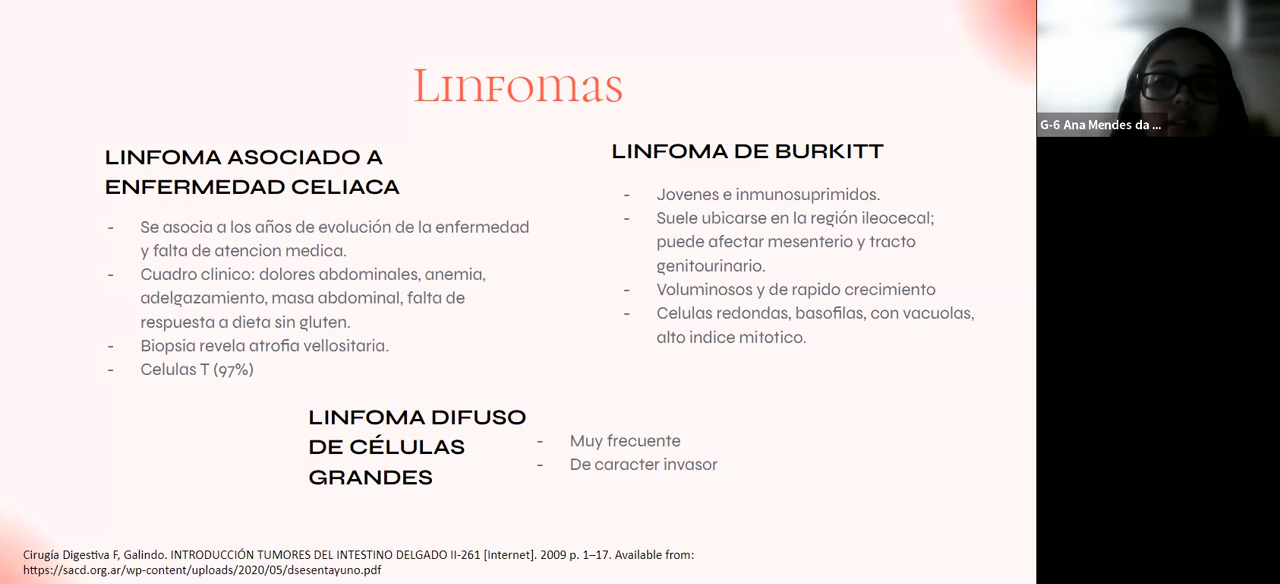 Linfomas
LINFOMA ASOCIADO A
ENFERMEDAD CELIACA
- Se asocia a los años de evolución de la enfermedad
y falta de atencion medica.
- Cuadro clinico: dolores abdominales, anemia,
adelgazamiento, masa abdominal, falta de
respuesta a dieta sin gluten.
- Biopsia revela atrofia vellositaria.
- Celulas T (97%)
LINFOMA DE BURKITT
- Jovenes e inmunosuprimidos.
- Suele ubicarse en la región ileocecal;
puede afectar mesenterio y tracto
genitourinario.
- Voluminosos y de rapido crecimiento
- Celulas redondas, basofilas, con vacuolas,
alto indice mitotico.
LINFOMA DIFUSO
DE CÉLULAS
GRANDES
- Muy frecuente
- De caracter invasor
Cirugía Digestiva F, Galindo. INTRODUCCIÓN TUMORES DEL INTESTINO DELGADO II-261 [Internet]. 2009 p. 1–17. Available from:
https://sacd.org.ar/wp-content/uploads/2020/05/dsesentayuno.pdf
G-6 Ana Mendes da ...